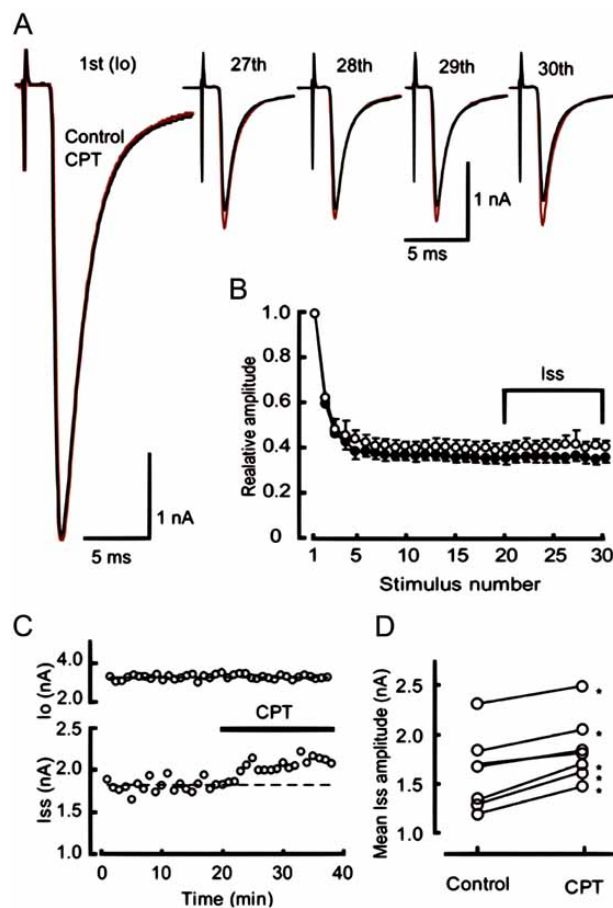 A
1st (Io)
27th
28th
29th
30th
Control
CPT
1 nA
5 ms
1 nA
5 ms
B
Iss
Realative amplitude
1.0
0.8
0.6
0.4
0.2
0
1
5
10
15
20
25
30
Stimulus number
C
Io (nA)
4.0
2.0
CPT
Iss (nA)
2.5
2.0
1.5
1.0
0
10
20
30
40
Time (min)
D
Mean Iss amplitude (nA)
2.5
2.0
1.5
1.0
*
*
*
*
*
Control
CPT